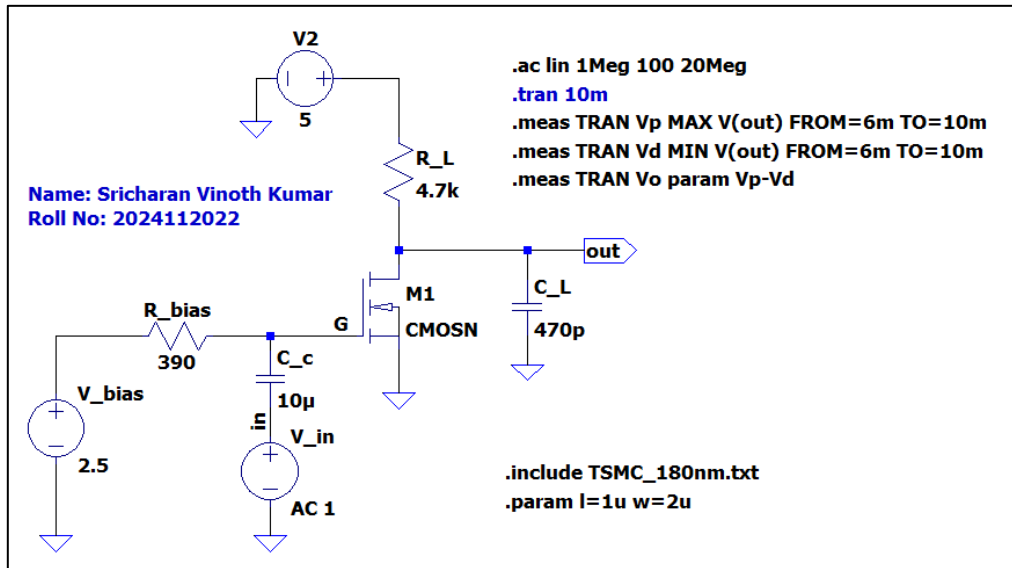 V2
5
.ac lin 1Meg 100 20Meg
.tran 10m
.meas TRAN Vp MAX V(out) FROM=6m TO=10m
.meas TRAN Vd MIN V(out) FROM=6m TO=10m
.meas TRAN Vo param Vp-Vd
R_L
4.7k
Name: Sricharan Vinoth Kumar
Roll No: 2024112022
out
M1
C_L
R_bias
G
CMOSN
470p
390
C_c
10µ
V_bias
in
V_in
2.5
AC 1
.include TSMC_180nm.txt
.param l=1u w=2u